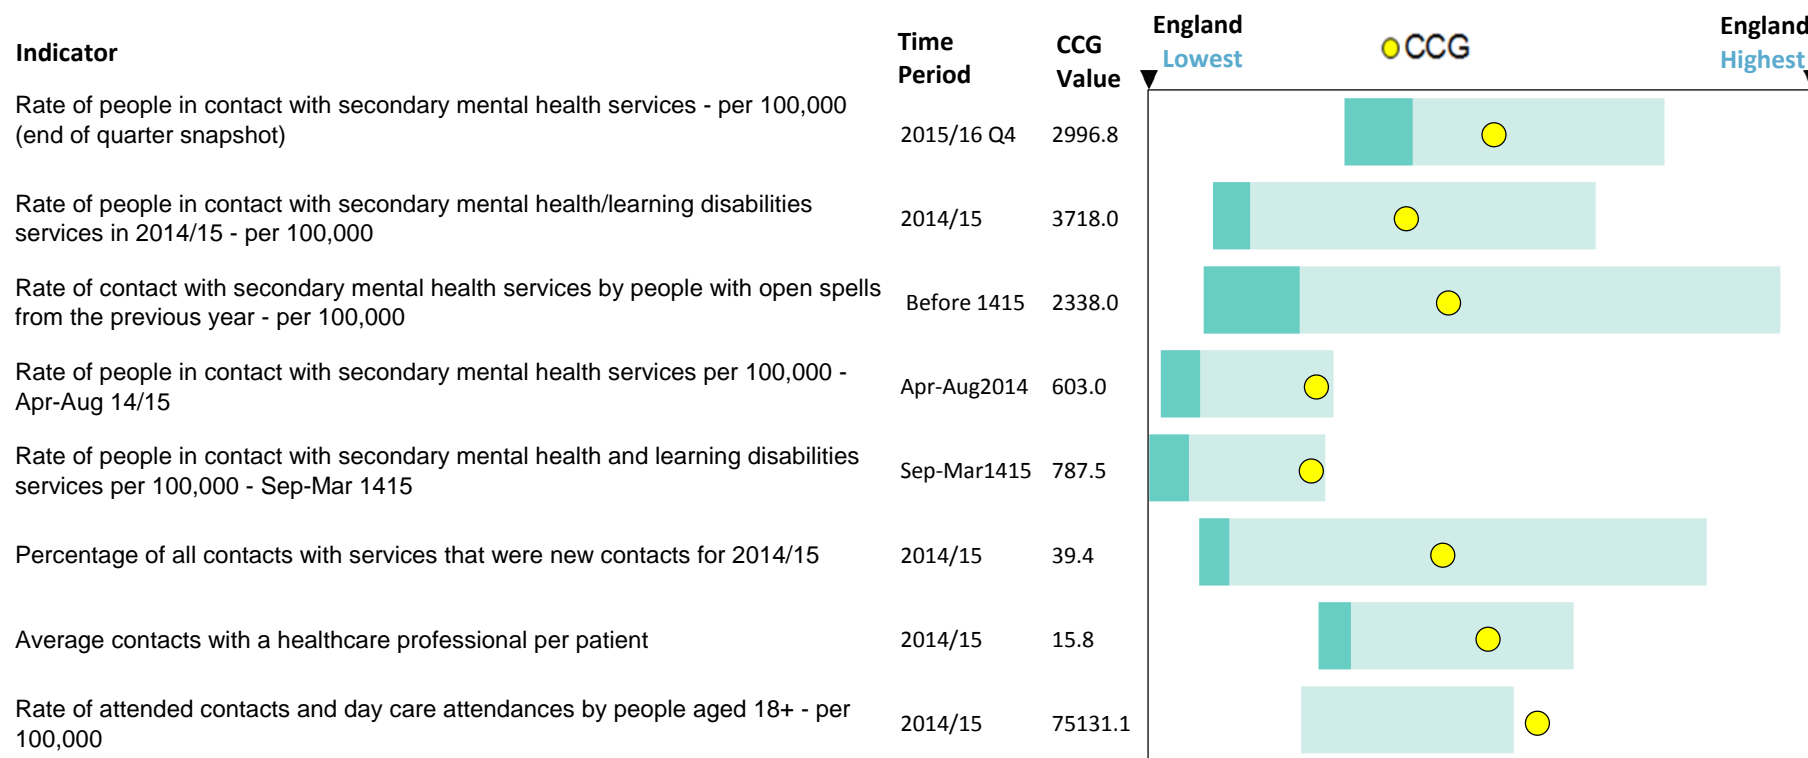 England England
Indicator Time Period CCG Value Lowest CCG Highest
Rate of people in contact with secondary mental health services - per 100,000
(end of quarter snapshot) 2015/16 Q4 2996.8
Rate of people in contact with secondary mental health/learning disabilities
services in 2014/15 - per 100,000 2014/15 3718.0
Rate of contact with secondary mental health services by people with open spells
from the previous year - per 100,000 Before 1415 2338.0
Rate of people in contact with secondary mental health services per 100,000 -
Apr-Aug 14/15 Apr-Aug2014 603.0
Rate of people in contact with secondary mental health and learning disabilities
services per 100,000 - Sep-Mar 1415 Sep-Mar1415 787.5
Percentage of all contacts with services that were new contacts for 2014/15 2014/15 39.4
Average contacts with a healthcare professional per patient 2014/15 15.8
Rate of attended contacts and day care attendances by people aged 18+ - per
100,000 2014/15 75131.1